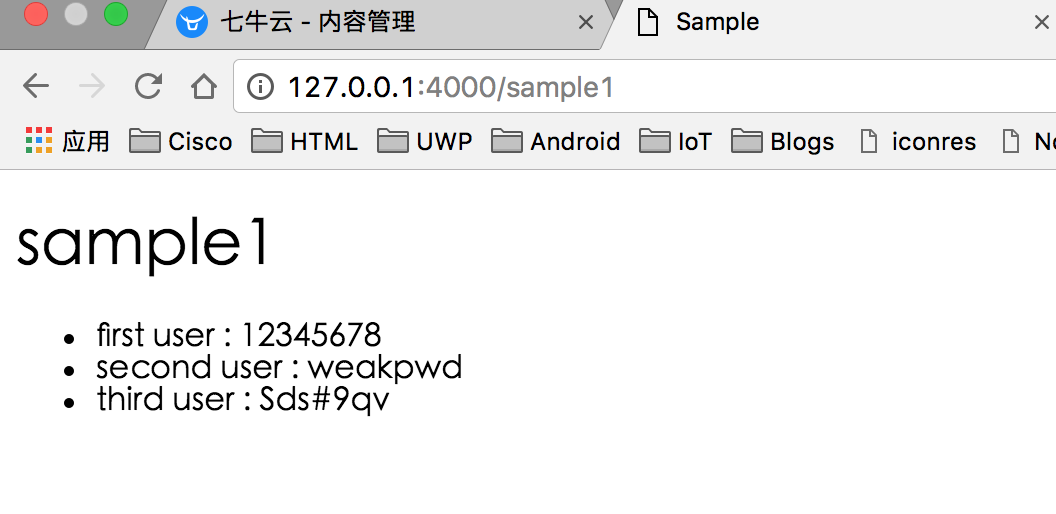 七牛云 - 内容管理
Sample
127.0.0.1:4000/sample1
应用 Cisco HTML UWP Android IoT Blogs iconres
sample1
first user : 12345678
second user : weakpwd
third user : Sds#9qv